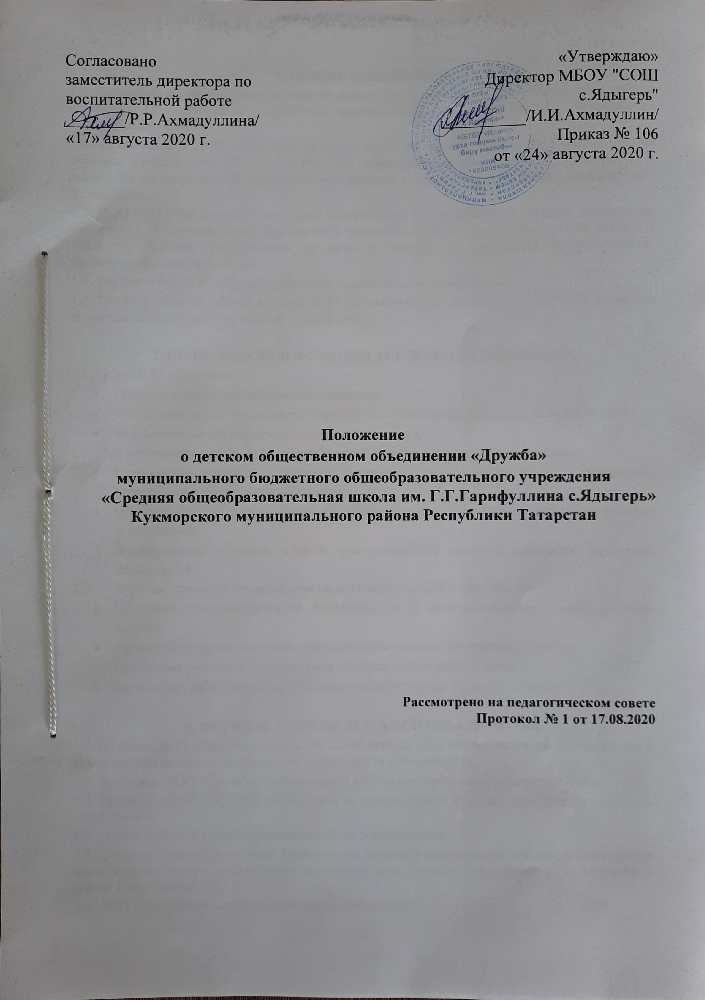 Согласовано
заместитель директора по
воспитательной работе
/Р.Р.Ахмадуллина/
«17» августа 2020 г.
«Утверждаю»
Директор МБОУ "СОШ
с.Ядыгерь"
/И.И.Ахмадуллин/
Приказ № 106
от «24» августа 2020 г.
ОГРН
МБГБУ «Ядегәр
урта гомуми белем
бирү мәктәбе»
ИНН
1623005908
Положение
о детском общественном объединении «Дружба»
муниципального бюджетного общеобразовательного учреждения
«Средняя общеобразовательная школа им. Г.Г.Гарифуллина с.Ядыгерь»
Кукморского муниципального района Республики Татарстан
Рассмотрено на педагогическом совете
Протокол № 1 от 17.08.2020